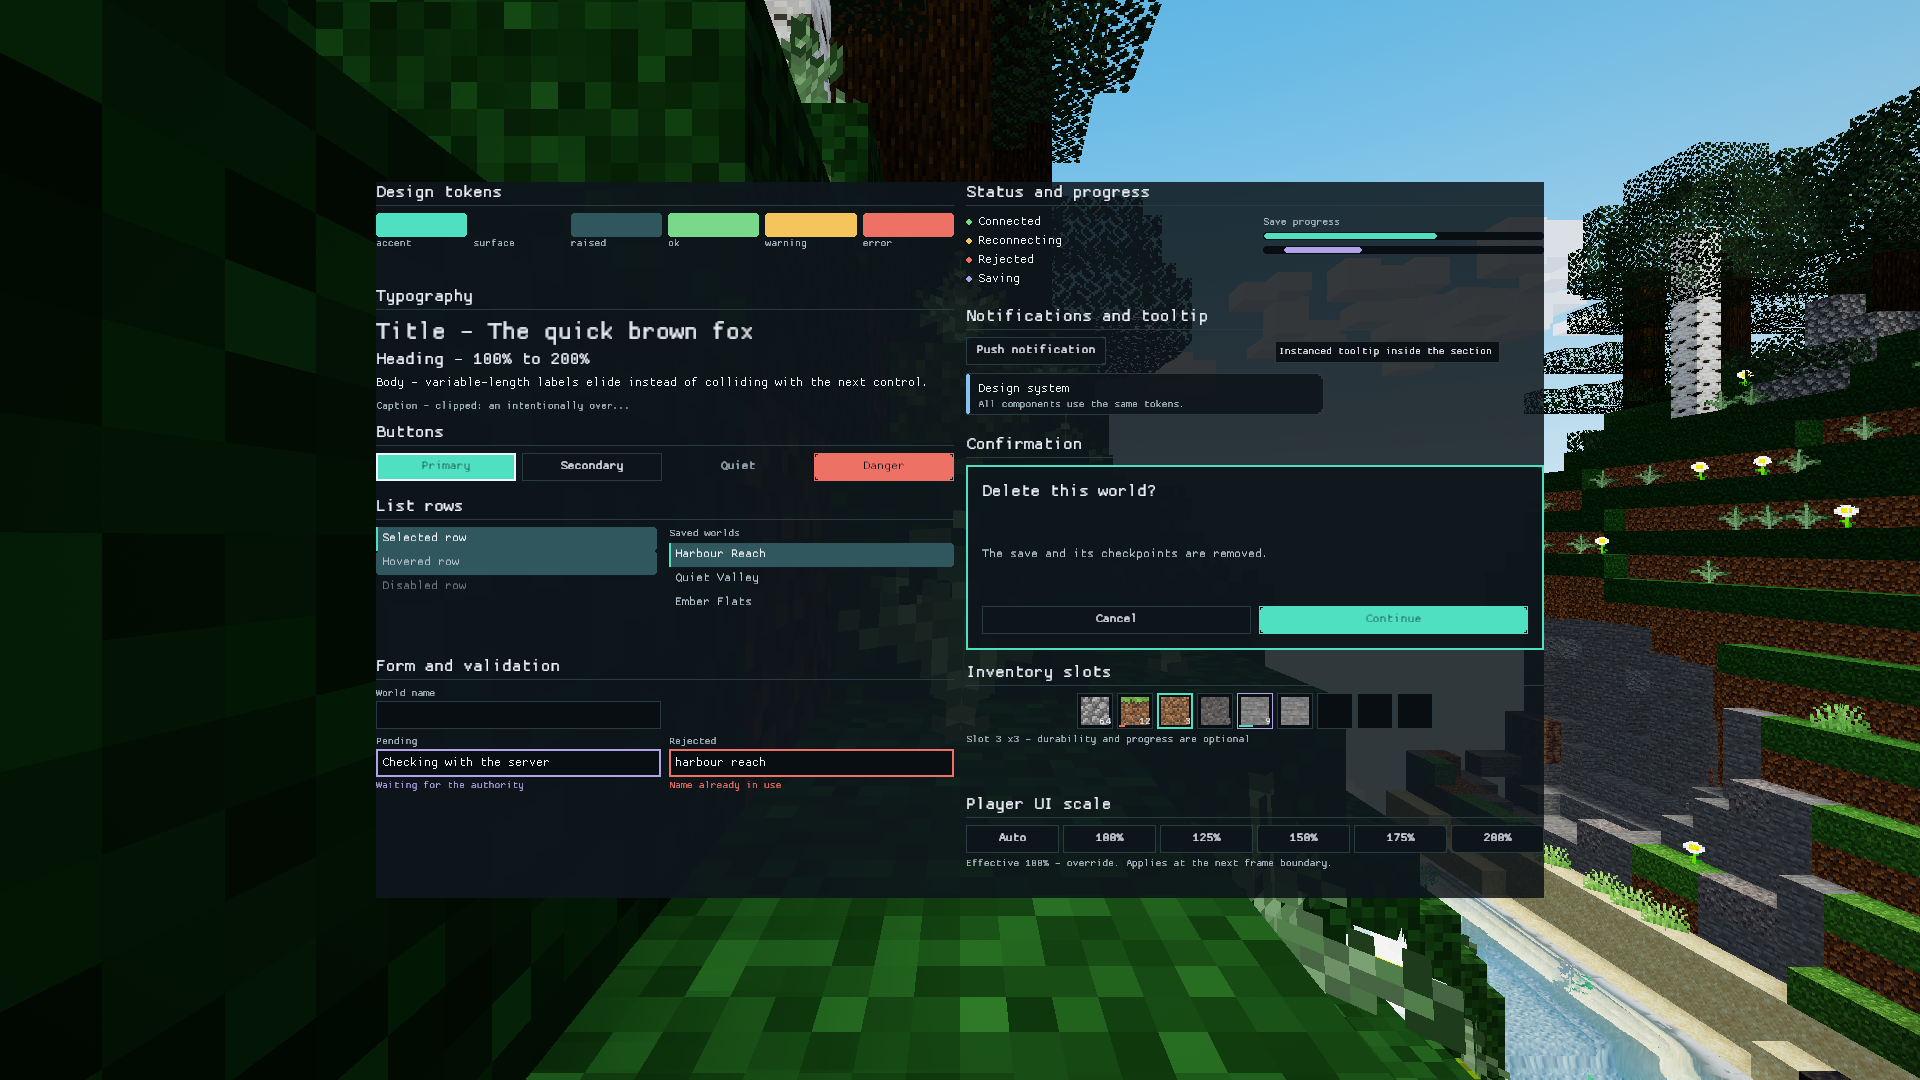 Design tokens
accent
surface
raised
ok
warning
error
Typography
Title - The quick brown fox
Heading - 100% to 200%
Body - variable-length labels elide instead of colliding with the next control.
Caption - clipped: an intentionally over...
Buttons
Primary
Secondary
Quiet
Danger
List rows
Selected row
Hovered row
Disabled row
Saved worlds
Harbour Reach
Quiet Valley
Ember Flats
Form and validation
World name
Pending
Checking with the server
Waiting for the authority
Rejected
harbour reach
Name already in use
Status and progress
Connected
Reconnecting
Rejected
Saving
Save progress
Notifications and tooltip
Push notification
Instanced tooltip inside the section
Design system
All components use the same tokens.
Confirmation
Delete this world?
The save and its checkpoints are removed.
Cancel
Continue
Inventory slots
64
12
3
9
Slot 3 x3 - durability and progress are optional
Player UI scale
Auto
100%
125%
150%
175%
200%
Effective 100% - override. Applies at the next frame boundary.